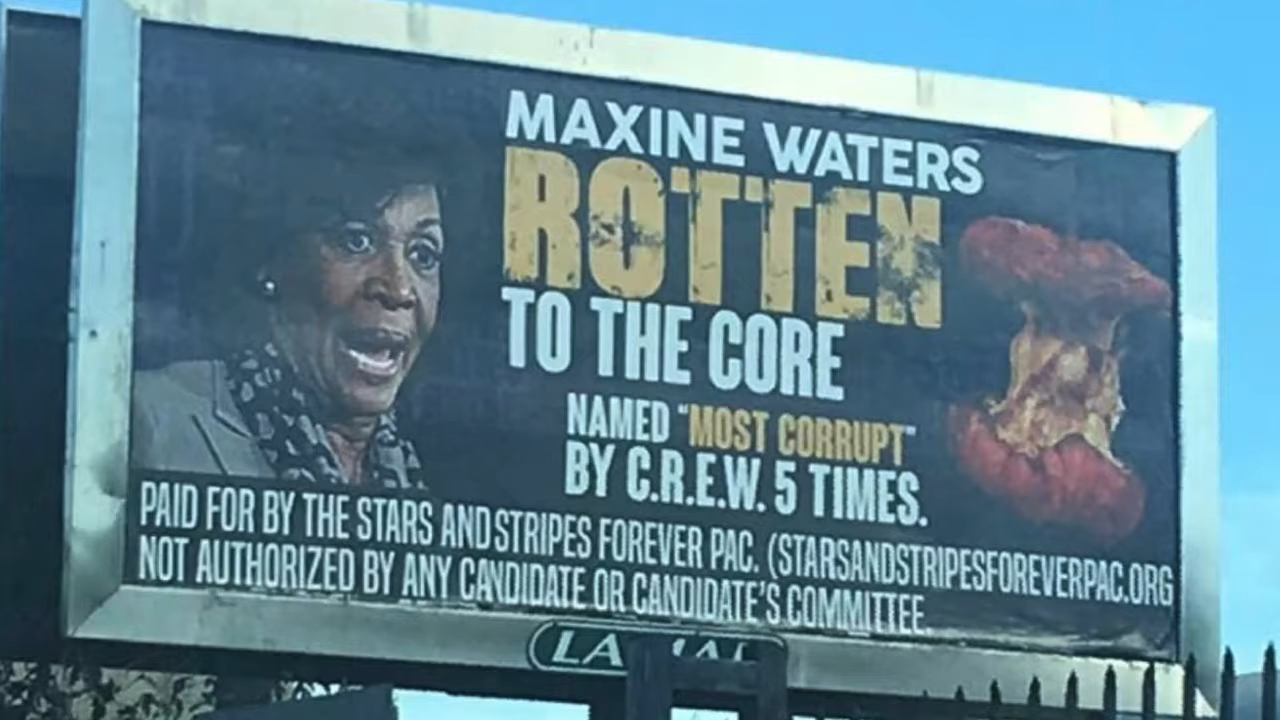 MAXINE WATERS
ROTTEN
TO THE CORE
NAMED "MOST CORRUPT"
BY C.R.E.W. 5 TIMES.
PAID FOR BY THE STARS AND STRIPES FOREVER PAC. (STARSANDSTRIPESFOREVERPAC.ORG
NOT AUTHORIZED BY ANY CANDIDATE OR CANDIDATE'S COMMITTEE.